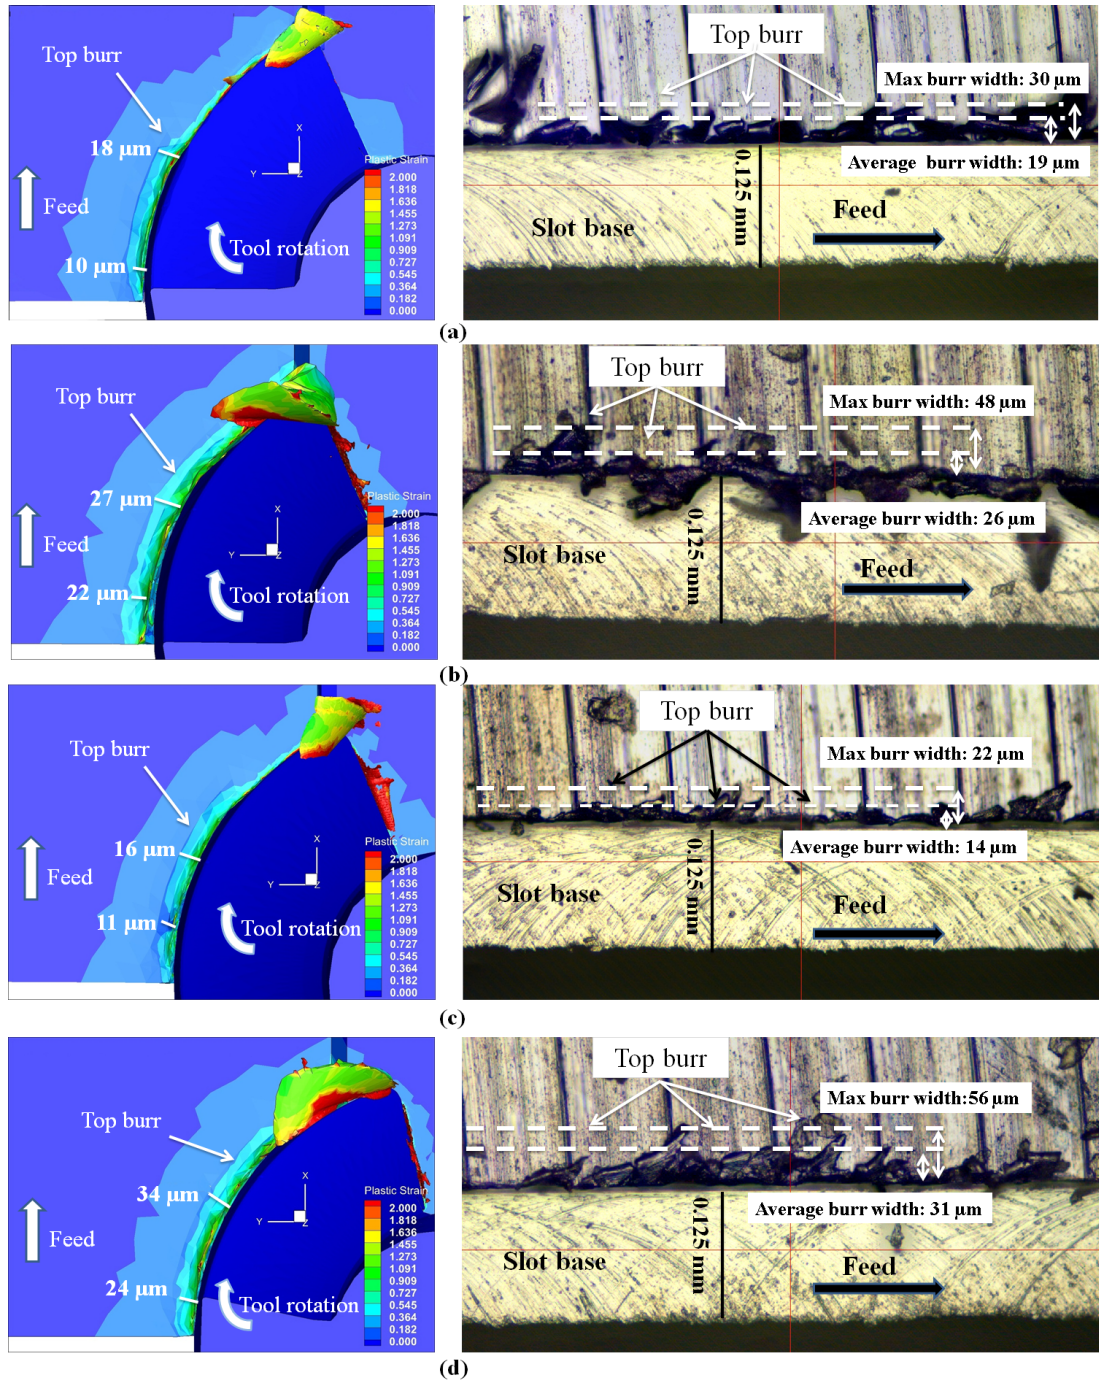 Top burr
18 µm
Feed
10 µm
Tool rotation
X
Y
Z
Plastic Strain
2.000
1.818
1.636
1.455
1.273
1.091
0.909
0.727
0.545
0.364
0.182
0.000
Top burr
Max burr width: 30 µm
Average burr width: 19 µm
0.125 mm
Slot base
Feed
(a)
Top burr
27 µm
Feed
22 µm
Tool rotation
X
Y
Z
Plastic Strain
2.000
1.818
1.636
1.455
1.273
1.091
0.909
0.727
0.545
0.364
0.182
0.000
Top burr
Max burr width: 48 µm
Average burr width: 26 µm
0.125 mm
Slot base
Feed
(b)
Top burr
16 µm
Feed
11 µm
Tool rotation
X
Y
Z
Plastic Strain
2.000
1.818
1.636
1.455
1.273
1.091
0.909
0.727
0.545
0.364
0.182
0.000
Top burr
Max burr width: 22 µm
Average burr width: 14 µm
0.125 mm
Slot base
Feed
(c)
Top burr
34 µm
Feed
24 µm
Tool rotation
X
Y
Z
Plastic Strain
2.000
1.818
1.636
1.455
1.273
1.091
0.909
0.727
0.545
0.364
0.182
0.000
Top burr
Max burr width:56 µm
Average burr width: 31 µm
0.125 mm
Slot base
Feed
(d)